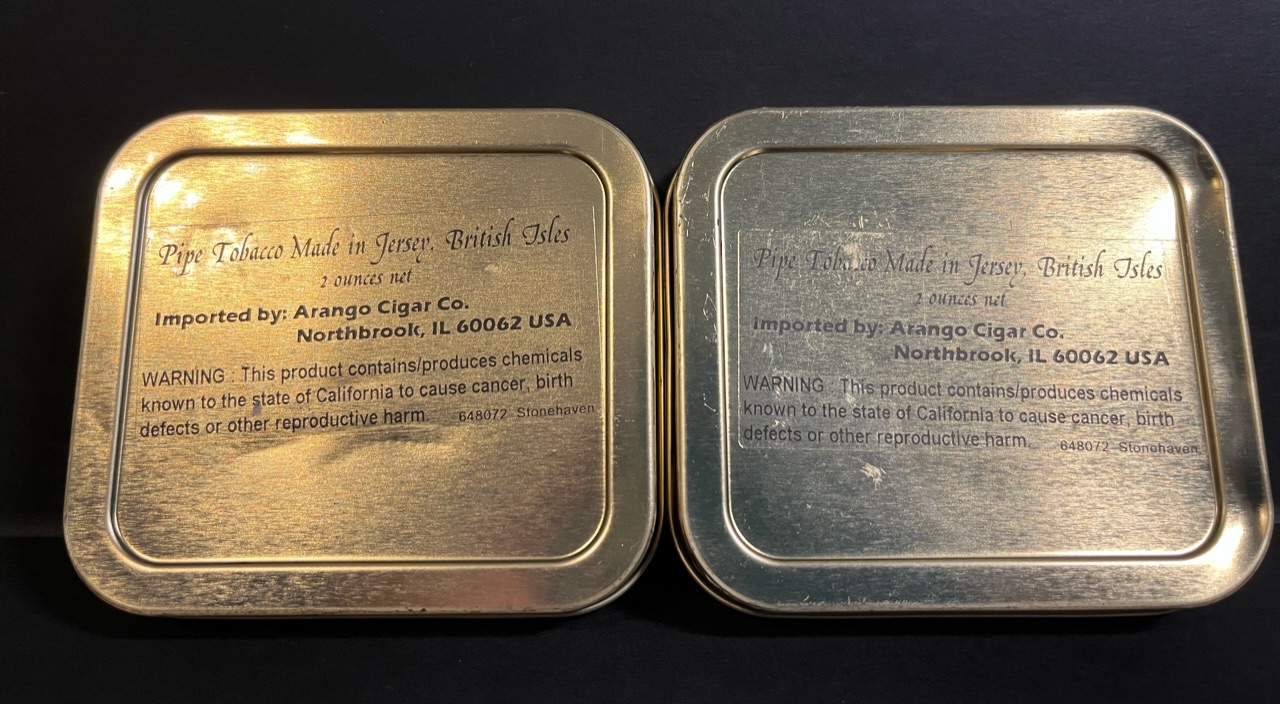 Pipe Tobacco Made in Jersey, British Isles
2 ounces net
Imported by: Arango Cigar Co.
Northbrook, IL 60062 USA
WARNING : This product contains/produces chemicals
known to the state of California to cause cancer, birth
defects or other reproductive harm. 648072 Stonehaven
Pipe Tobacco Made in Jersey, British Isles
2 ounces net
Imported by: Arango Cigar Co.
Northbrook, IL 60062 USA
WARNING : This product contains/produces chemicals
known to the state of California to cause cancer, birth
defects or other reproductive harm. 648072 Stonehaven